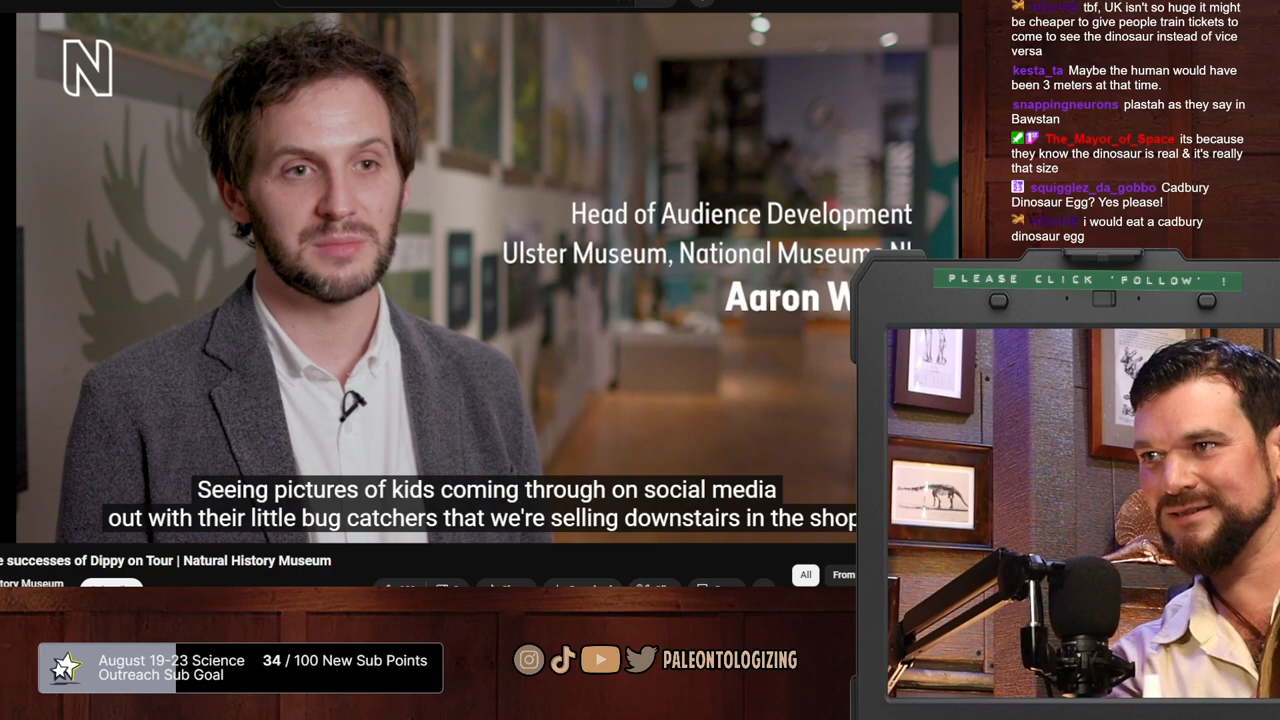 N
Head of Audience Development
Ulster Museum, National Museums NI
Aaron W
Seeing pictures of kids coming through on social media
out with their little bug catchers that we're selling downstairs in the shop
e successes of Dippy on Tour | Natural History Museum
tory Museum
All
From
August 19-23 Science
Outreach Sub Goal
34 / 100 New Sub Points
PALEONTOLOGIZING
tbf, UK isn't so huge it might
be cheaper to give people train tickets to
come to see the dinosaur instead of vice
versa
kesta_ta Maybe the human would have
been 3 meters at that time.
snappingneurons plastah as they say in
Bawstan
The_Mayor_of_Space its because
they know the dinosaur is real & it's really
that size
squigglez_da_gobbo Cadbury
Dinosaur Egg? Yes please!
i would eat a cadbury
dinosaur egg
PLEASE CLICK 'FOLLOW' !